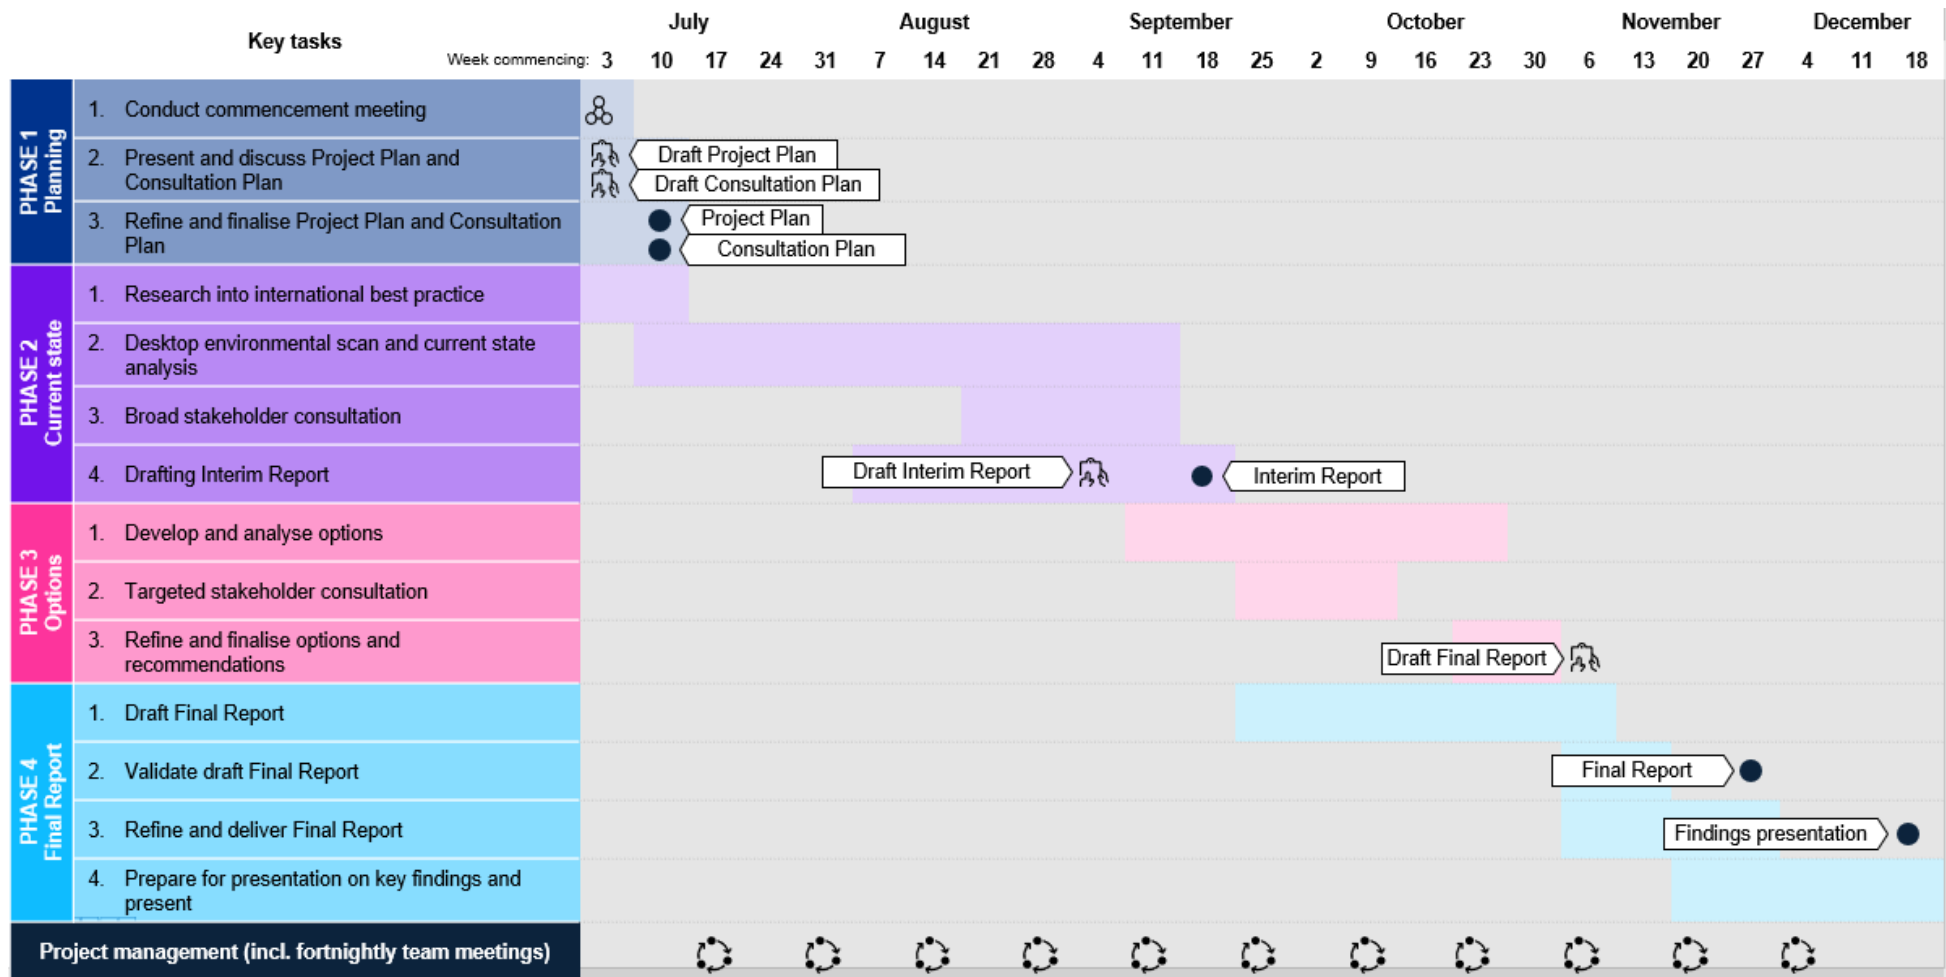 July August September October November December
Key tasks
Week commencing: 3 10 17 24 31 7 14 21 28 4 11 18 25 2 9 16 23 30 6 13 20 27 4 11 18
PHASE 1
Planning
1. Conduct commencement meeting
2. Present and discuss Project Plan and
Consultation Plan
Draft Project Plan
Draft Consultation Plan
3. Refine and finalise Project Plan and Consultation
Plan
Project Plan
Consultation Plan
PHASE 2
Current state
1. Research into international best practice
2. Desktop environmental scan and current state
analysis
3. Broad stakeholder consultation
4. Drafting Interim Report
Draft Interim Report
Interim Report
PHASE 3
Options
1. Develop and analyse options
2. Targeted stakeholder consultation
3. Refine and finalise options and
recommendations
Draft Final Report
PHASE 4
Final Report
1. Draft Final Report
2. Validate draft Final Report
Final Report
3. Refine and deliver Final Report
Findings presentation
4. Prepare for presentation on key findings and
present
Project management (incl. fortnightly team meetings)